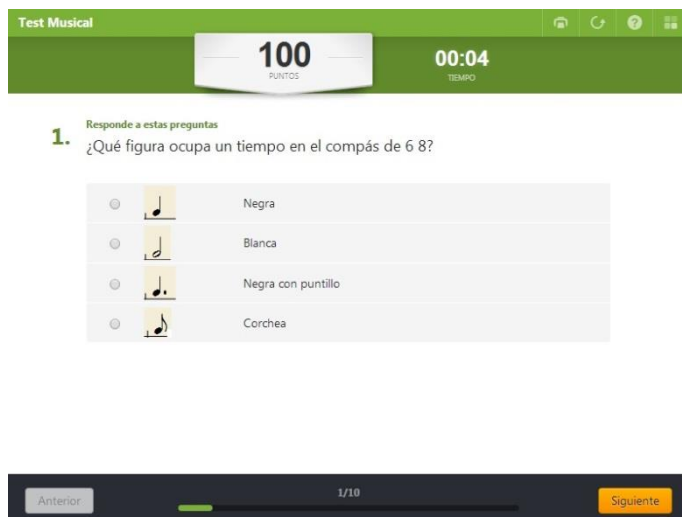 Test Musical
100
PUNTOS
00:04
TIEMPO
1.
Responde a estas preguntas
¿Qué figura ocupa un tiempo en el compás de 6 8?
Negra
Blanca
Negra con puntillo
Corchea
Anterior
1/10
Siguiente